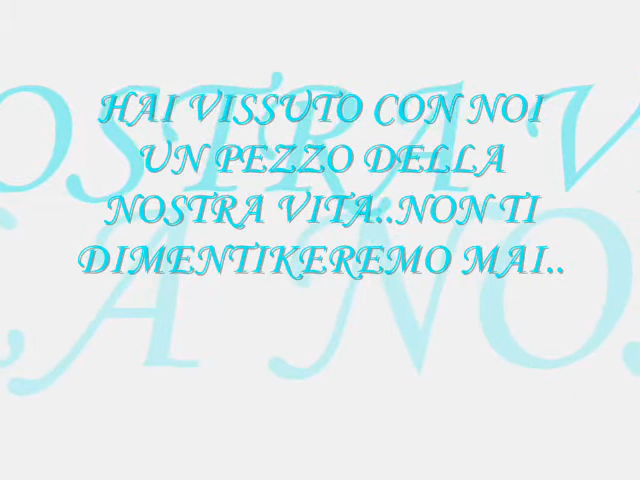 HAI VISSUTO CON NOI
UN PEZZO DELLA
NOSTRA VITA..NON TI
DIMENTIKEREMO MAI..